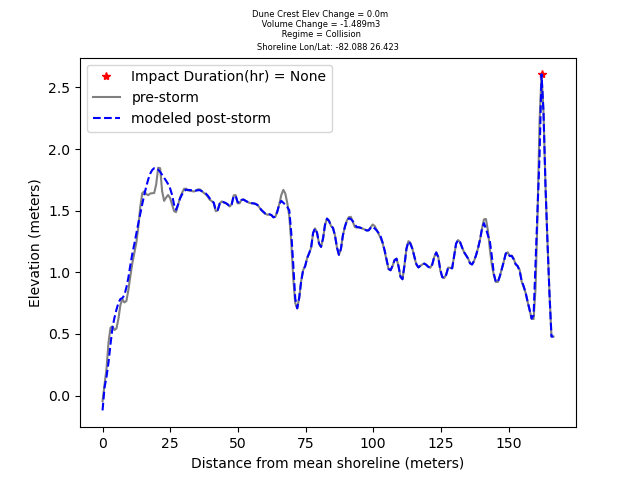 Dune Crest Elev Change = 0.0m
Volume Change = -1.489m3
Regime = Collision
Shoreline Lon/Lat: -82.088 26.423
Impact Duration(hr) = None
pre-storm
modeled post-storm
Elevation (meters)
2.5
2.0
1.5
1.0
0.5
0.0
0 25 50 75 100 125 150
Distance from mean shoreline (meters)